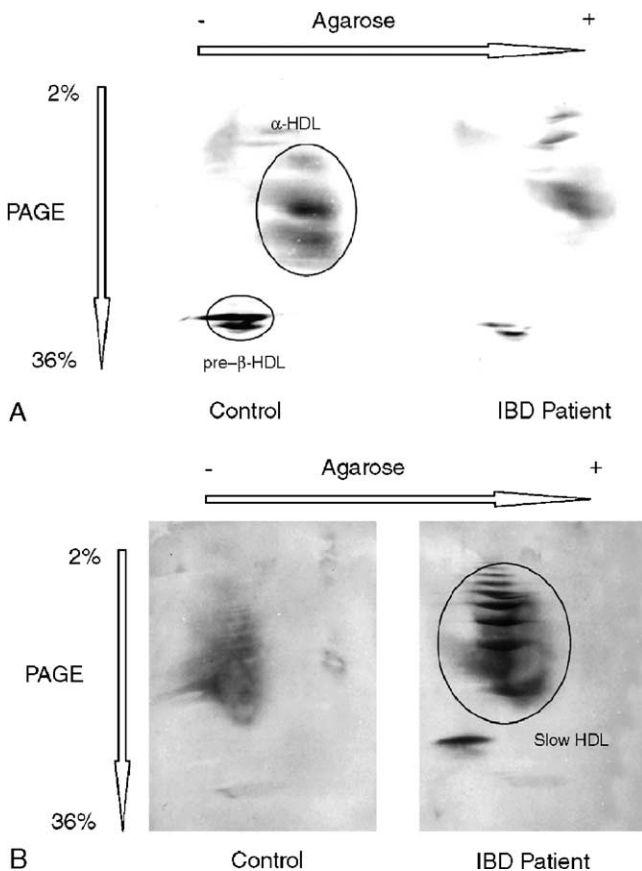 - Agarose +
2%
α-HDL
PAGE
36%
pre-β-HDL
A Control IBD Patient
- Agarose +
2%
PAGE
Slow HDL
36%
B Control IBD Patient